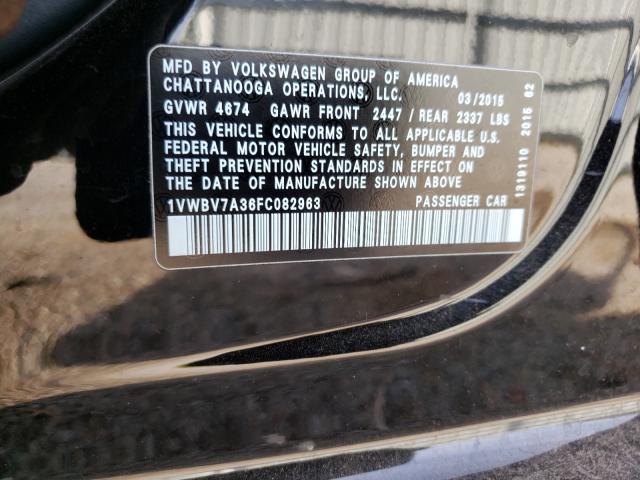 MFD BY VOLKSWAGEN GROUP OF AMERICA
CHATTANOOGA OPERATIONS, LLC. 03/2015
GVWR 4674 GAWR FRONT 2447 / REAR 2337 LBS
THIS VEHICLE CONFORMS TO ALL APPLICABLE U.S.
FEDERAL MOTOR VEHICLE SAFETY, BUMPER AND
THEFT PREVENTION STANDARDS IN EFFECT ON
THE DATE OF MANUFACTURE SHOWN ABOVE
1VWBV7A36FC082963 PASSENGER CAR
1319110 2015 62